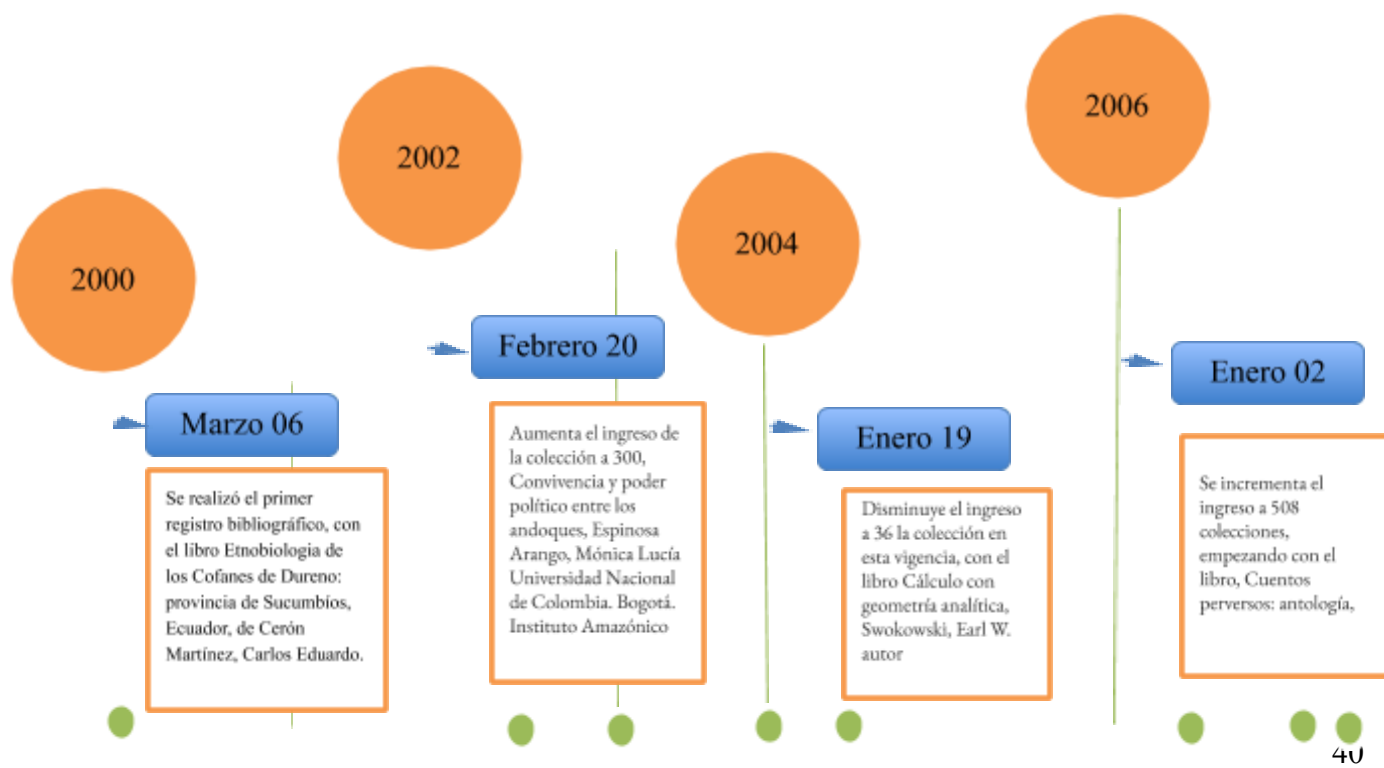 2000
Marzo 06
Se realizó el primer
registro bibliográfico, con
el libro Etnobiologia de
los Cofanes de Dureno:
provincia de Sucumbíos,
Ecuador, de Cerón
Martínez, Carlos Eduardo.
2002
Febrero 20
Aumenta el ingreso de
la colección a 300,
Convivencia y poder
político entre los
andoques, Espinosa
Arango, Mónica Lucía
Universidad Nacional
de Colombia. Bogotá.
Instituto Amazónico
2004
Enero 19
Disminuye el ingreso
a 36 la colección en
esta vigencia, con el
libro Cálculo con
geometría analítica,
Swokowski, Earl W.
autor
2006
Enero 02
Se incrementa el
ingreso a 508
colecciones,
empezando con el
libro, Cuentos
perversos: antología,
40